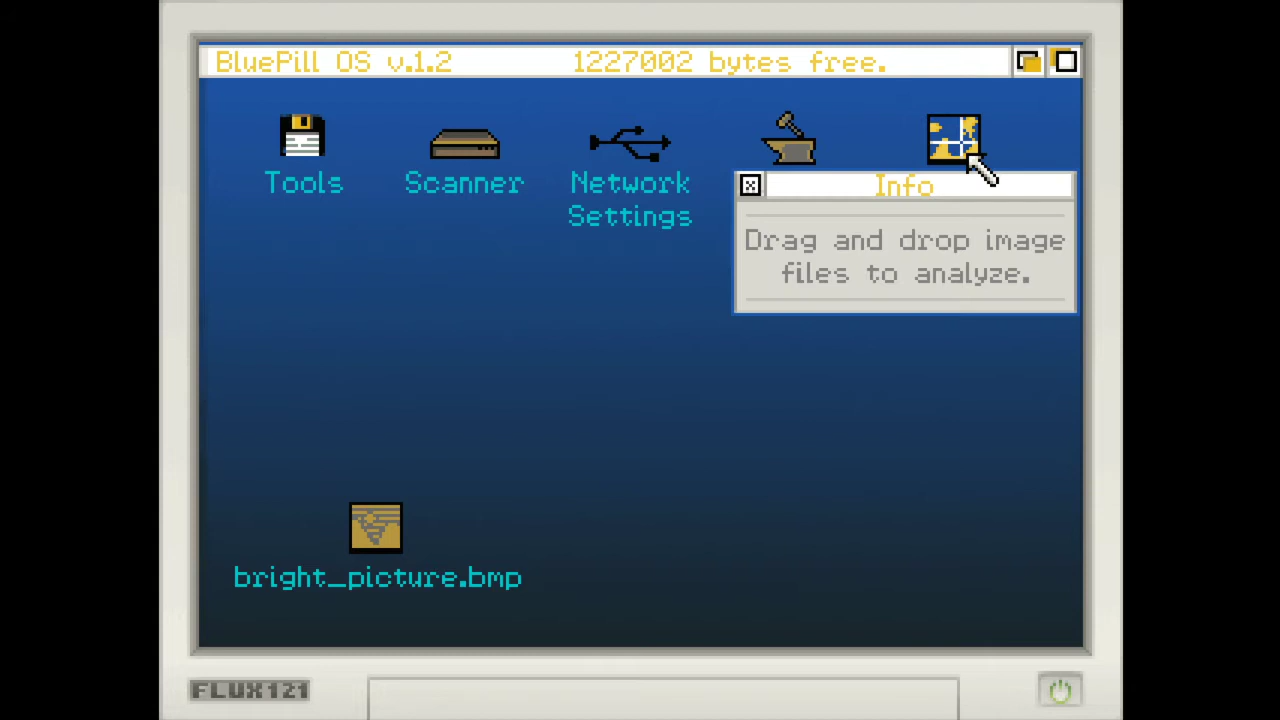 BluePill OS v.1.2 1227002 bytes free.
Tools
Scanner
Network
Settings
Info
Drag and drop image
files to analyze.
bright_picture.bmp
FLUX121